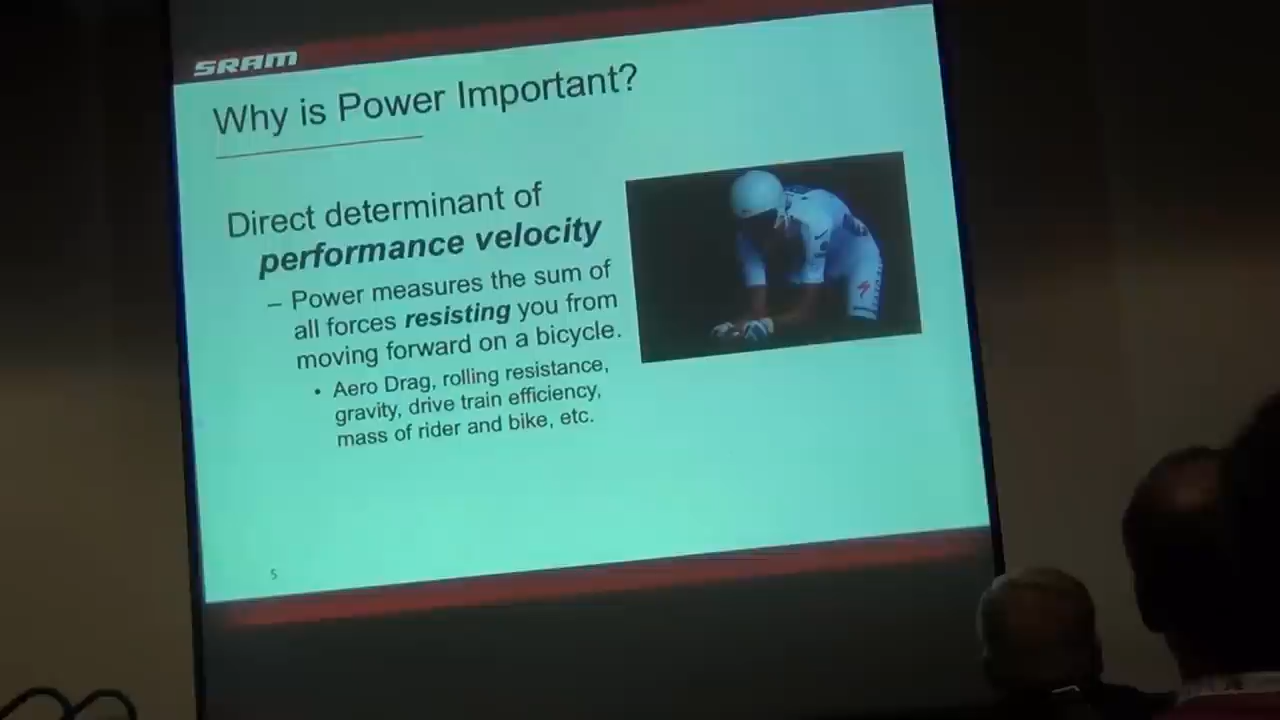 SRAM
Why is Power Important?
Direct determinant of
performance velocity
– Power measures the sum of
all forces resisting you from
moving forward on a bicycle.
• Aero Drag, rolling resistance,
gravity, drive train efficiency,
mass of rider and bike, etc.
5